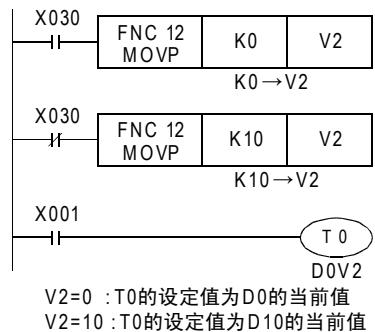 X030
FNC 12 K0 V2
MOVP
K0→V2
X030
FNC 12 K10 V2
MOVP
K10→V2
X001
T0
D0V2
V2=0 :T0的设定值为D0的当前值
V2=10 :T0的设定值为D10的当前值